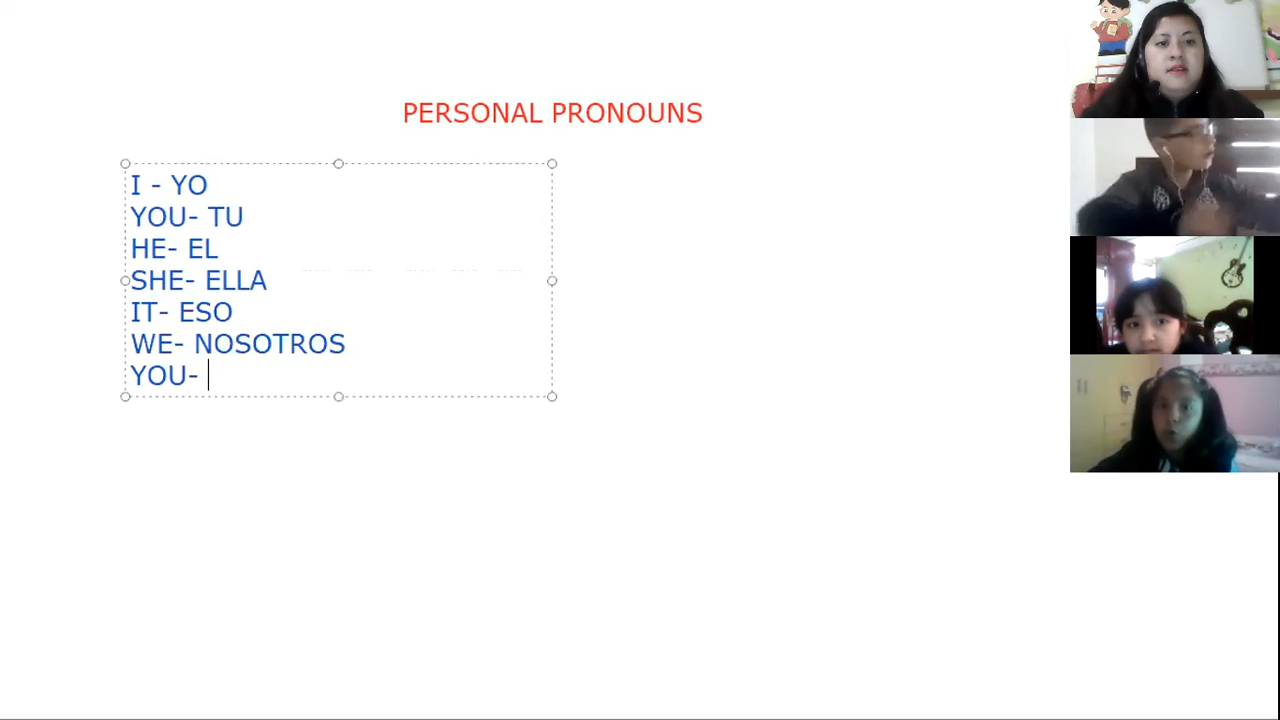 PERSONAL PRONOUNS
I - YO
YOU- TU
HE- EL
SHE- ELLA
IT- ESO
WE- NOSOTROS
YOU-